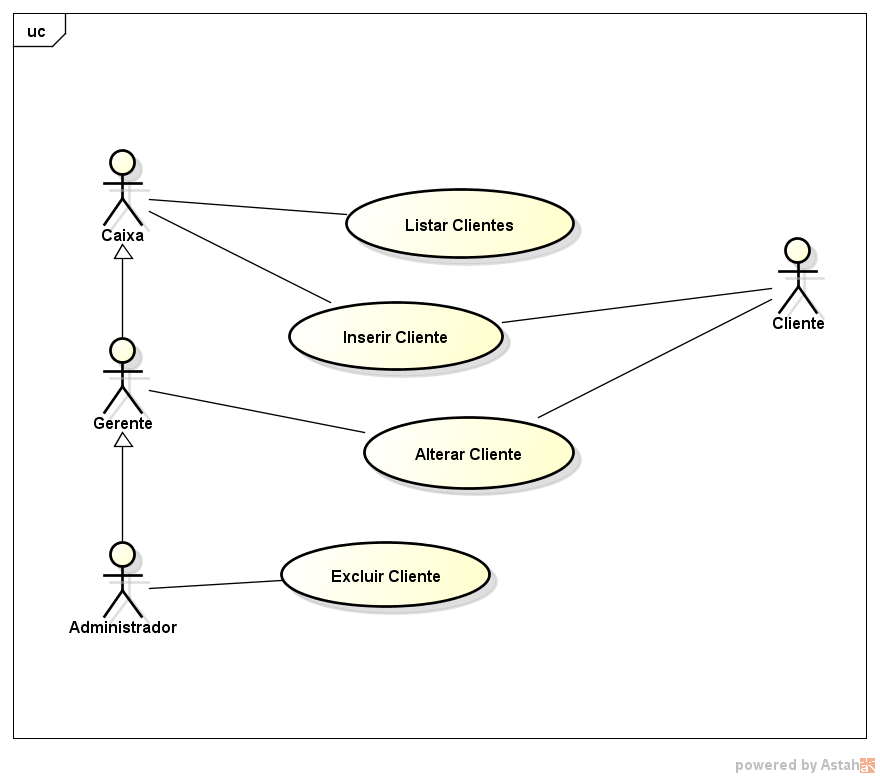 uc
Caixa
Listar Clientes
Cliente
Inserir Cliente
Gerente
Alterar Cliente
Excluir Cliente
Administrador
powered by Astah